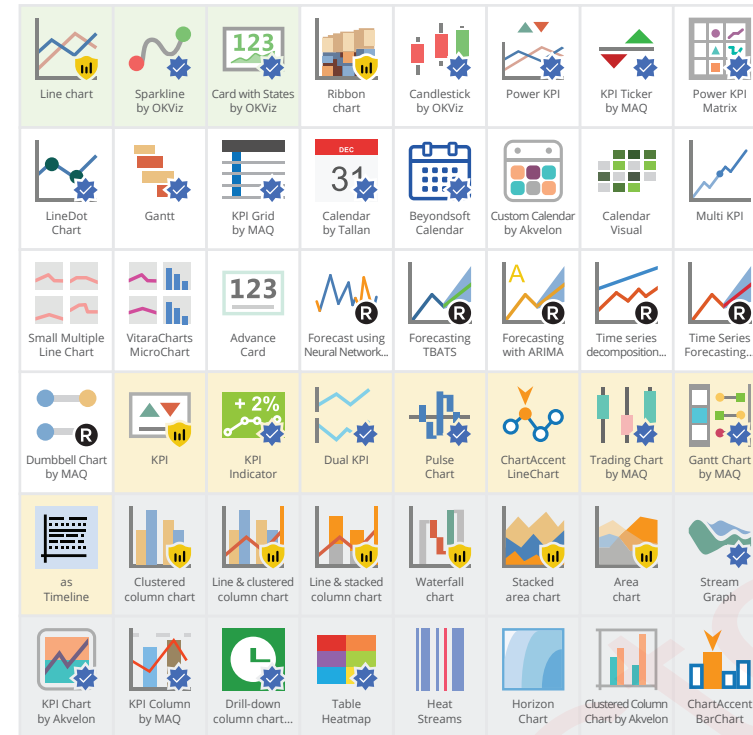 123
Line chart
Sparkline
by OKViz
Card with States
by OKViz
Ribbon
chart
Candlestick
by OKViz
Power KPI
KPI Ticker
by MAQ
Power KPI
Matrix
DEC
31
LineDot
Chart
Gantt
KPI Grid
by MAQ
Calendar
by Tallan
Beyondsoft
Calendar
Custom Calendar
by Akvelon
Calendar
Visual
Multi KPI
123
R
R
A
R
R
R
Small Multiple
Line Chart
VitaraCharts
MicroChart
Advance
Card
Forecast using
Neural Network...
Forecasting
TBATS
Forecasting
with ARIMA
Time series
decomposition...
Time Series
Forecasting...
R
+ 2%
Dumbbell Chart
by MAQ
KPI
KPI
Indicator
Dual KPI
Pulse
Chart
ChartAccent
LineChart
Trading Chart
by MAQ
Gantt Chart
by MAQ
as
Timeline
Clustered
column chart
Line & clustered
column chart
Line & stacked
column chart
Waterfall
chart
Stacked
area chart
Area
chart
Stream
Graph
KPI Chart
by Akvelon
KPI Column
by MAQ
Drill-down
column chart...
Table
Heatmap
Heat
Streams
Horizon
Chart
Clustered Column
Chart by Akvelon
ChartAccent
BarChart